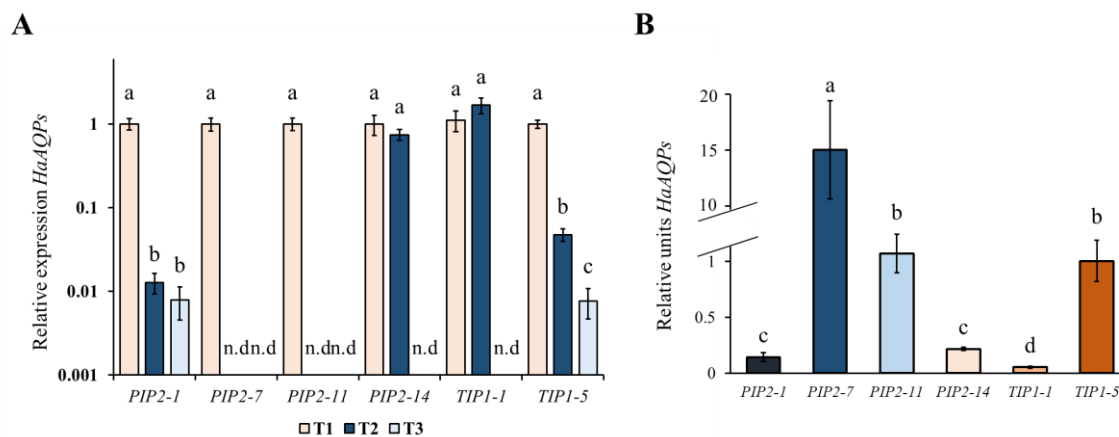 A
Relative expression HaAQPs
a a a a a a a a
1
0.1
b b b c
0.01
n.d n.d n.d n.d n.d n.d
0.001
PIP2-1 PIP2-7 PIP2-11 PIP2-14 TIP1-1 TIP1-5
T1 T2 T3
B
Relative units HaAQPs
20
a
15
10
b b
1
0.5
c c d
0
PIP2-1 PIP2-7 PIP2-11 PIP2-14 TIP1-1 TIP1-5